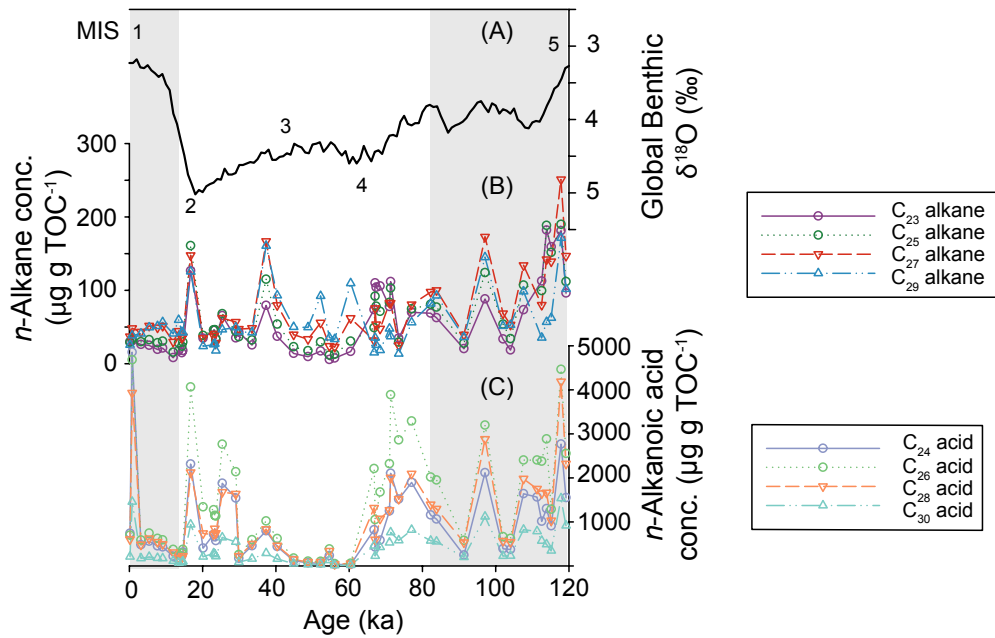 MIS
1
(A)
5
3
3
4
5
2
4
Global Benthic
δ¹⁸O (‰)
300
250
200
150
100
50
0
n-Alkane conc.
(µg g TOC⁻¹)
(B)
C₂₃ alkane
C₂₅ alkane
C₂₇ alkane
C₂₉ alkane
(C)
5000
4000
3000
2000
1000
n-Alkanoic acid
conc. (µg g TOC⁻¹)
C₂₄ acid
C₂₆ acid
C₂₈ acid
C₃₀ acid
0 20 40 60 80 100 120
Age (ka)